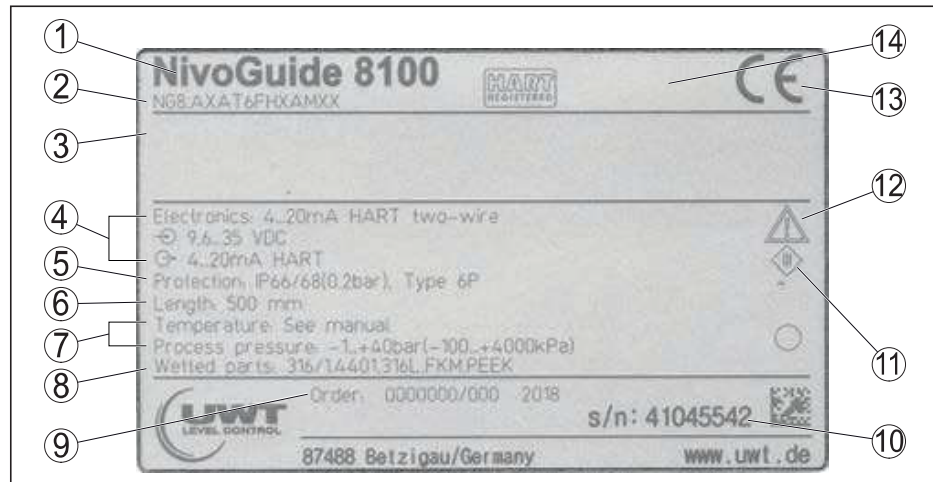 1
NivoGuide 8100
HART
REGISTERED
CE
14
13
2
NG8.AXAT6FHXAMXX
3
4
Electronics: 4..20mA HART two-wire
9.6..35 VDC
4..20mA HART
12
5
Protection: IP66/68(0.2bar), Type 6P
6
Length: 500 mm
7
Temperature: See manual
Process pressure: -1..+40bar(-100..+4000kPa)
11
8
Wetted parts: 316/1.4401,316L,FKM,PEEK
9
Order: 0000000/000 2018
UWT
LEVEL CONTROL
s/n: 41045542
10
87488 Betzigau/Germany
www.uwt.de